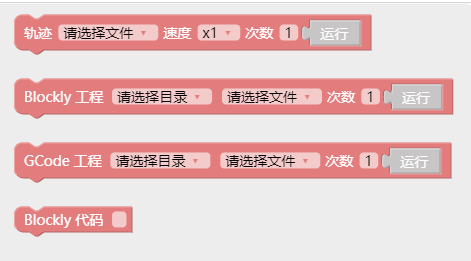 轨迹 请选择文件 速度 x1 次数 1 运行
Blockly 工程 请选择目录 请选择文件 次数 1 运行
GCode 工程 请选择目录 请选择文件 次数 1 运行
Blockly 代码